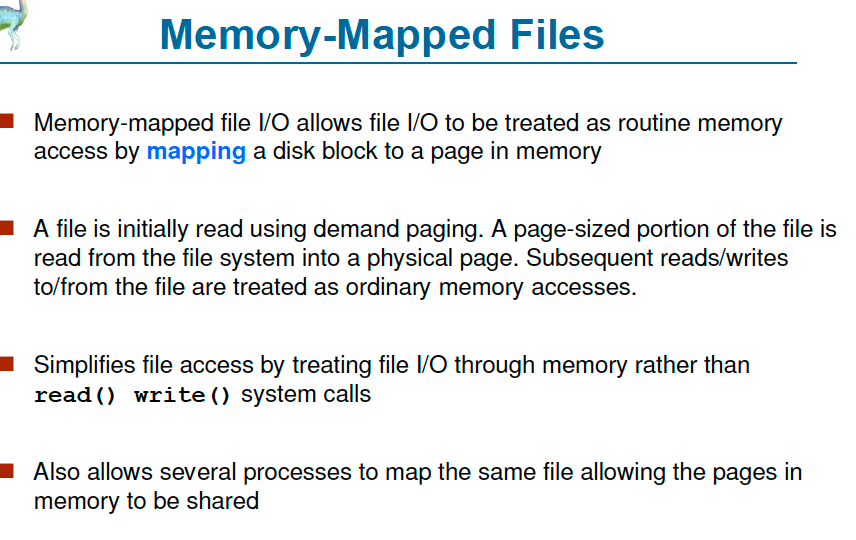 Memory-Mapped Files
Memory-mapped file I/O allows file I/O to be treated as routine memory
access by mapping a disk block to a page in memory
A file is initially read using demand paging. A page-sized portion of the file is
read from the file system into a physical page. Subsequent reads/writes
to/from the file are treated as ordinary memory accesses.
Simplifies file access by treating file I/O through memory rather than
read() write() system calls
Also allows several processes to map the same file allowing the pages in
memory to be shared